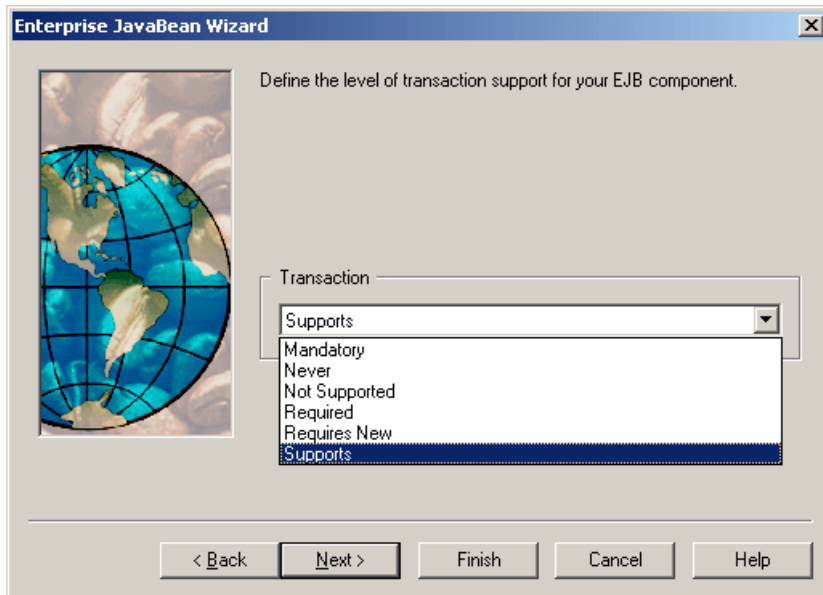 Enterprise JavaBean Wizard
Define the level of transaction support for your EJB component.
Transaction
Supports
Mandatory
Never
Not Supported
Required
Requires New
Supports
< Back
Next >
Finish
Cancel
Help